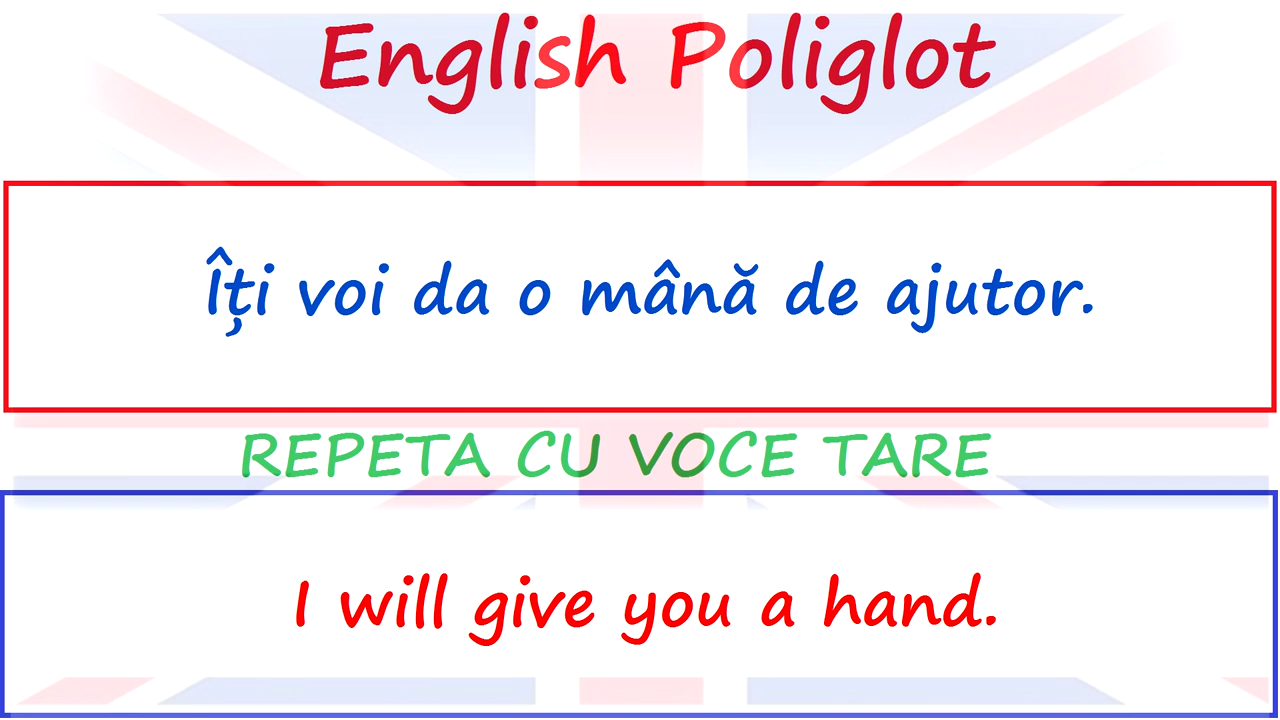 English Poliglot
Îți voi da o mână de ajutor.
REPETA CU VOCE TARE
I will give you a hand.